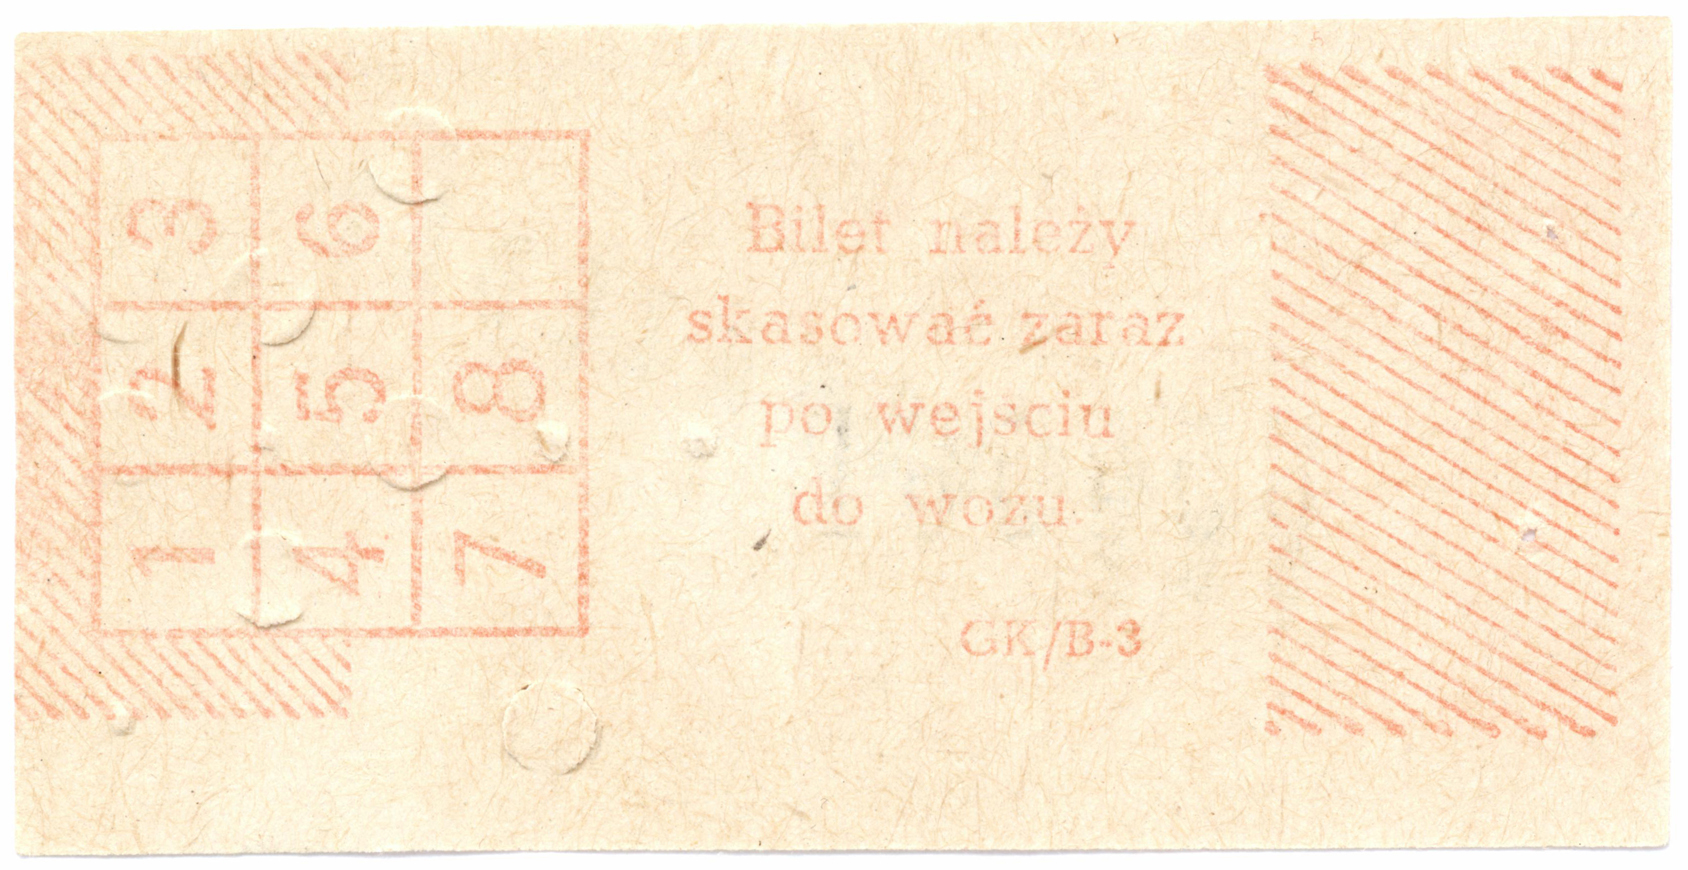 3 6
2 5 8
1 4 7
Bilet należy
skasować zaraz
po wejściu
do wozu.
GK/B-3